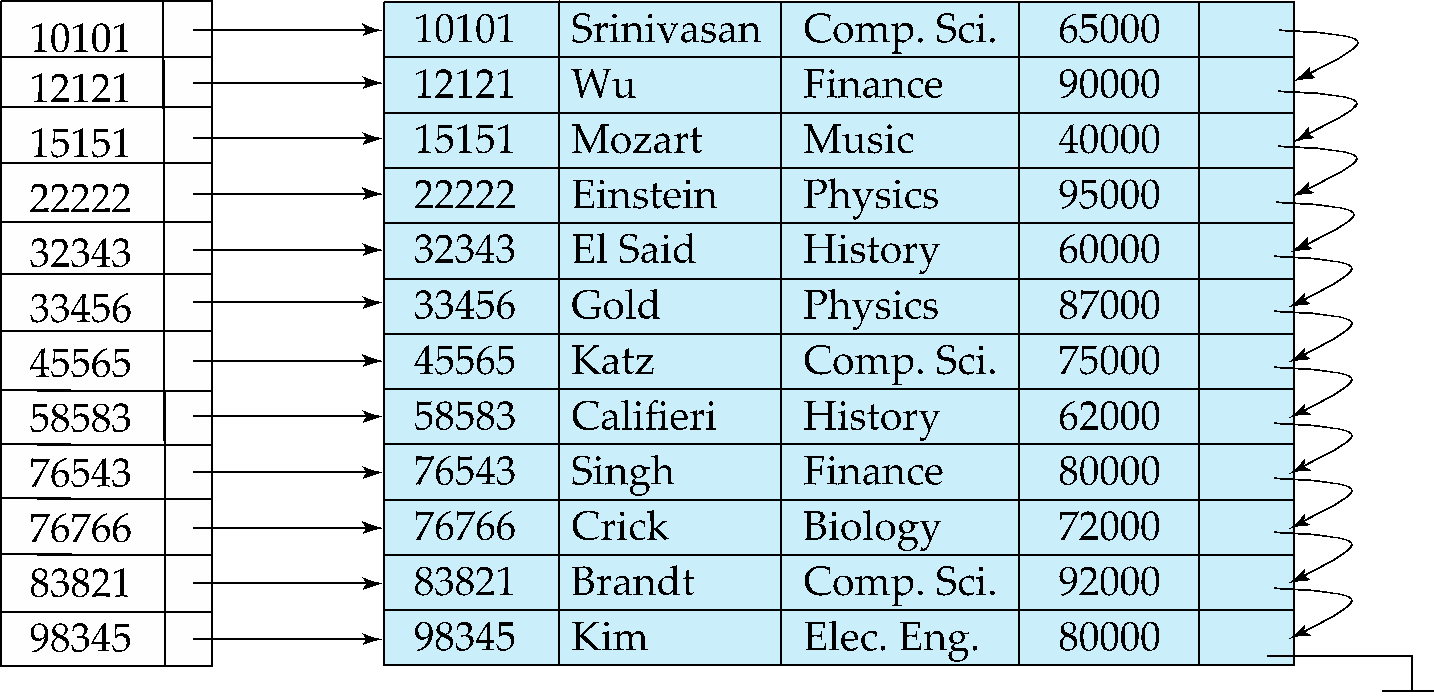 10101 10101 Srinivasan Comp. Sci. 65000
12121 12121 Wu Finance 90000
15151 15151 Mozart Music 40000
22222 22222 Einstein Physics 95000
32343 32343 El Said History 60000
33456 33456 Gold Physics 87000
45565 45565 Katz Comp. Sci. 75000
58583 58583 Califieri History 62000
76543 76543 Singh Finance 80000
76766 76766 Crick Biology 72000
83821 83821 Brandt Comp. Sci. 92000
98345 98345 Kim Elec. Eng. 80000